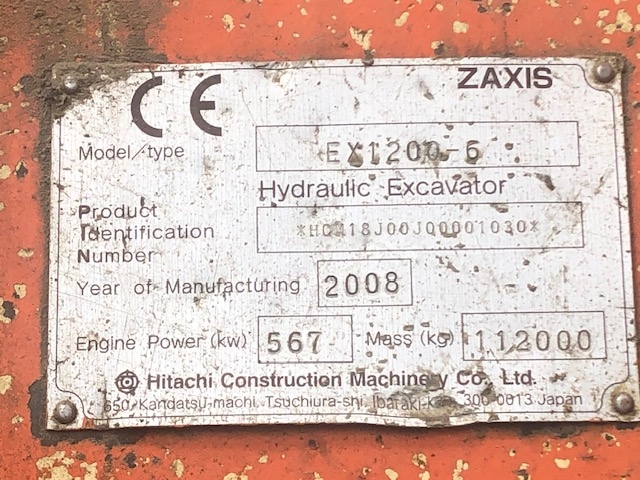 CE
ZAXIS
Model/type EX1200-6
Hydraulic Excavator
Product
Identification
Number *HCM18J00J00001030*
Year of Manufacturing 2008
Engine Power (kw) 567 Mass (kg) 112000
Hitachi Construction Machinery Co., Ltd.
650, Kandatsu-machi, Tsuchiura-shi, Ibaraki-ken, 300-0013 Japan